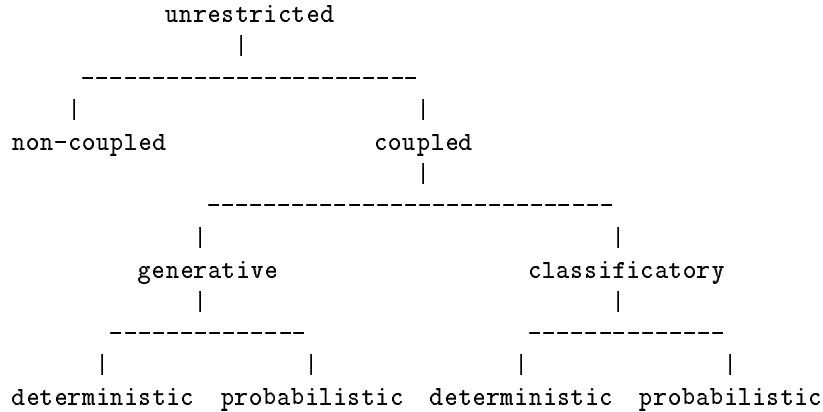 unrestricted
non-coupled coupled
generative classificatory
deterministic probabilistic deterministic probabilistic